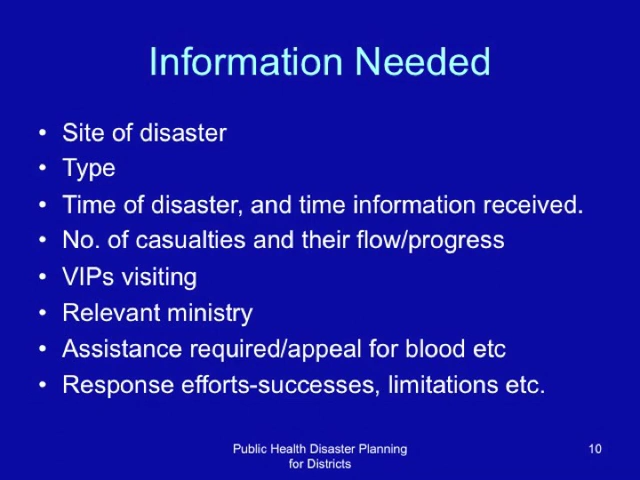 Information Needed
• Site of disaster
• Type
• Time of disaster, and time information received.
• No. of casualties and their flow/progress
• VIPs visiting
• Relevant ministry
• Assistance required/appeal for blood etc
• Response efforts-successes, limitations etc.
Public Health Disaster Planning
for Districts
10